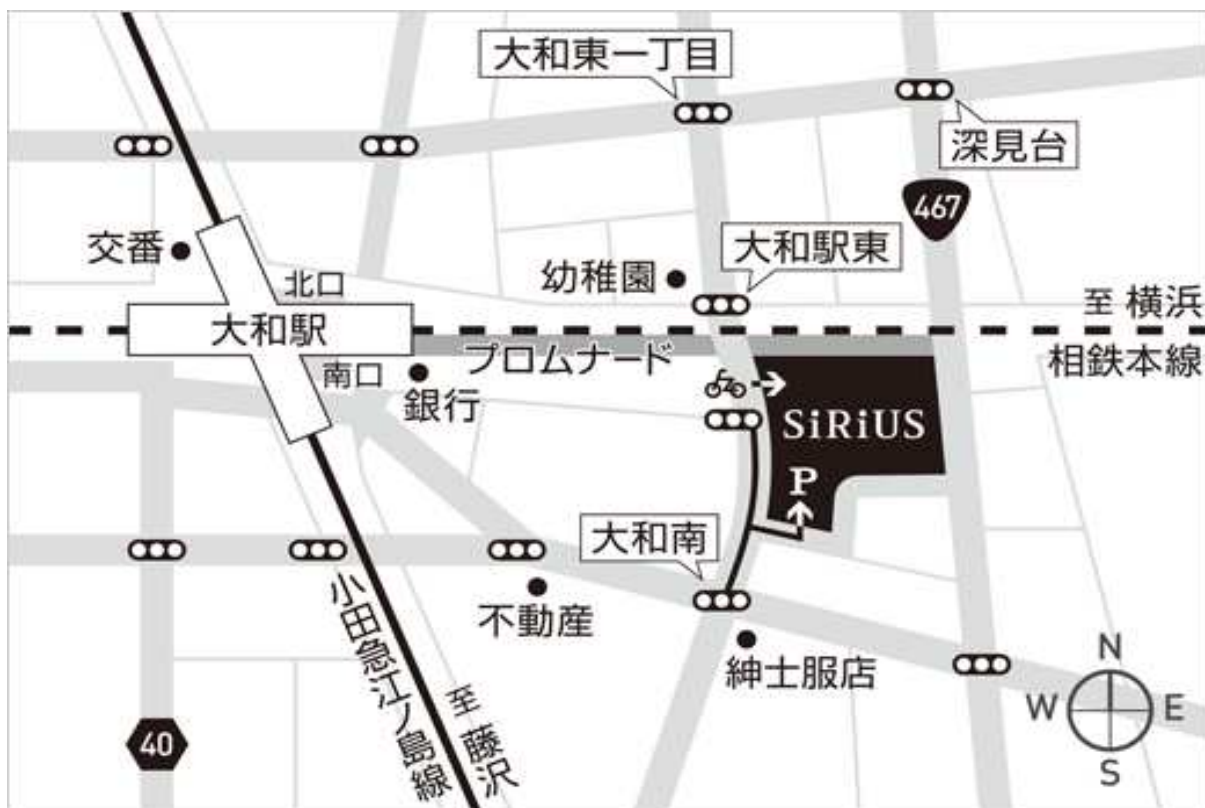 大和東一丁目
深見台
467
交番
北口
幼稚園
大和駅東
至 横浜
大和駅
プロムナード
相鉄本線
南口
銀行
SiRiUS
P
大和南
不動産
紳士服店
小田急江ノ島線
至 藤沢
40
N
W
E
S